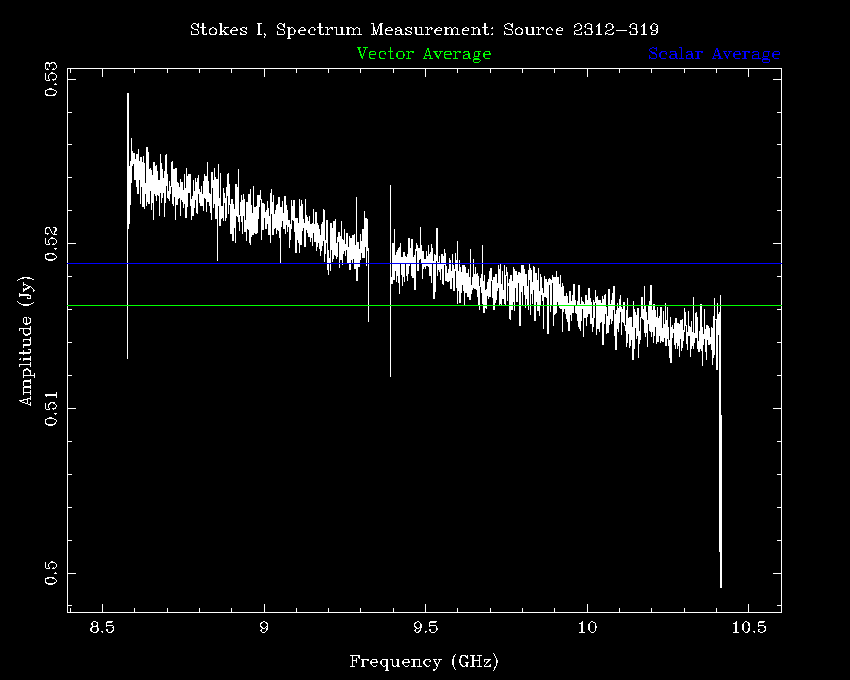 Stokes I, Spectrum Measurement: Source 2312−319
Vector Average
Scalar Average
0.53
0.52
0.51
0.5
Amplitude (Jy)
8.5
9
9.5
10
10.5
Frequency (GHz)